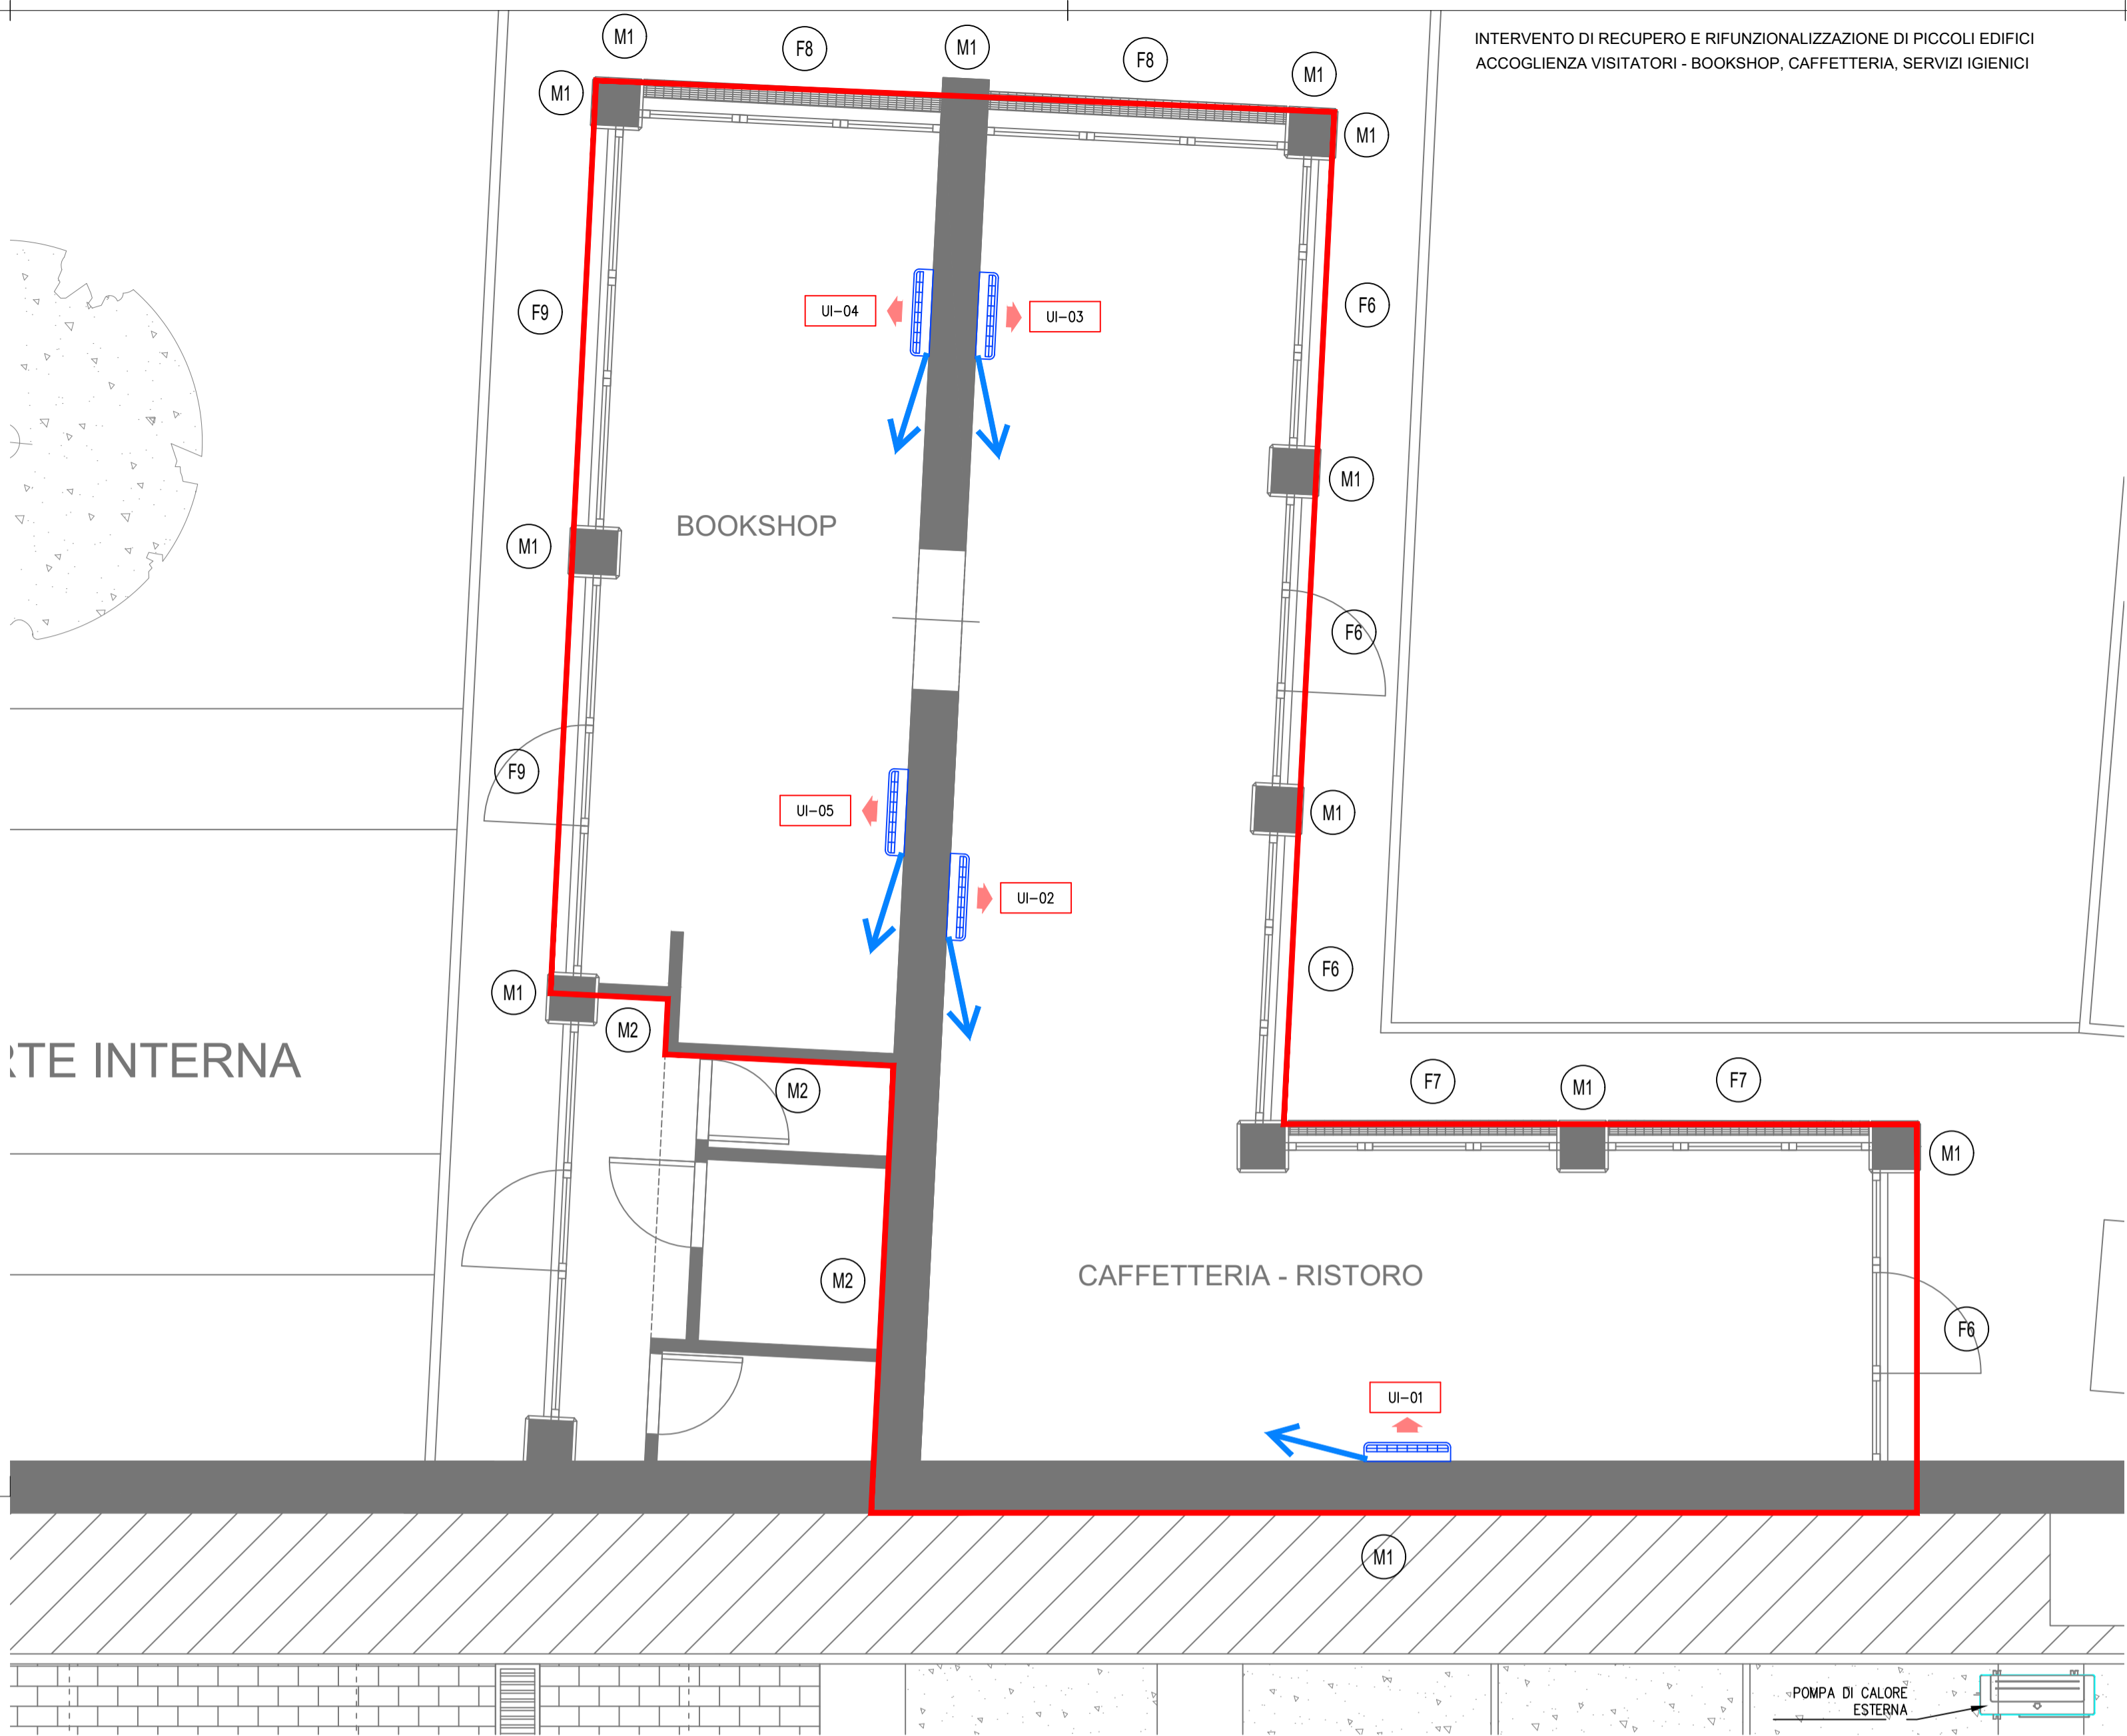 INTERVENTO DI RECUPERO E RIFUNZIONALIZZAZIONE DI PICCOLI EDIFICI
ACCOGLIENZA VISITATORI - BOOKSHOP, CAFFETTERIA, SERVIZI IGIENICI
M1
F8
M1
F8
M1
M1
M1
F9
UI-04
UI-03
F6
M1
BOOKSHOP
M1
F6
F9
UI-05
M1
UI-02
F6
M1
M2
RTE INTERNA
M2
F7
M1
F7
M1
M2
CAFFETTERIA - RISTORO
F6
UI-01
M1
POMPA DI CALORE
ESTERNA